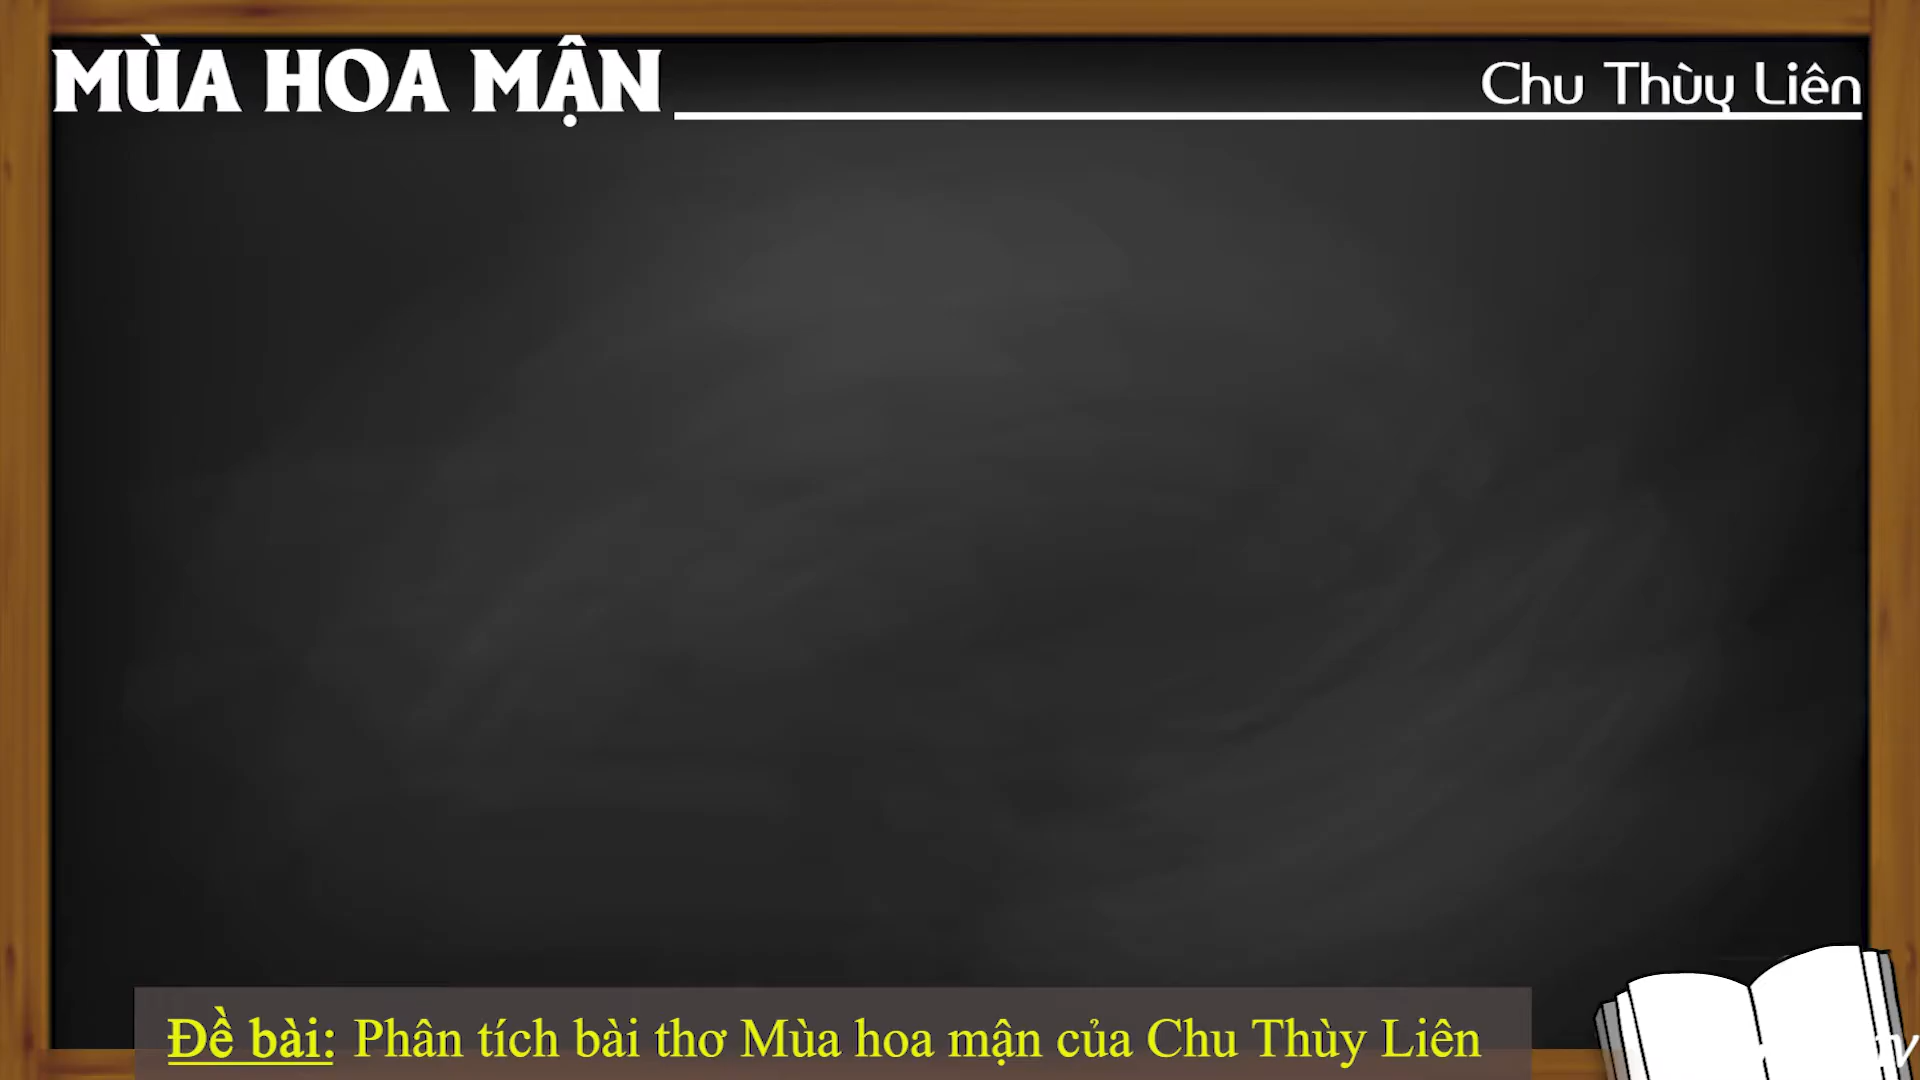 MÙA HOA MẬN
Chu Thùy Liên
Đề bài: Phân tích bài thơ Mùa hoa mận của Chu Thùy Liên